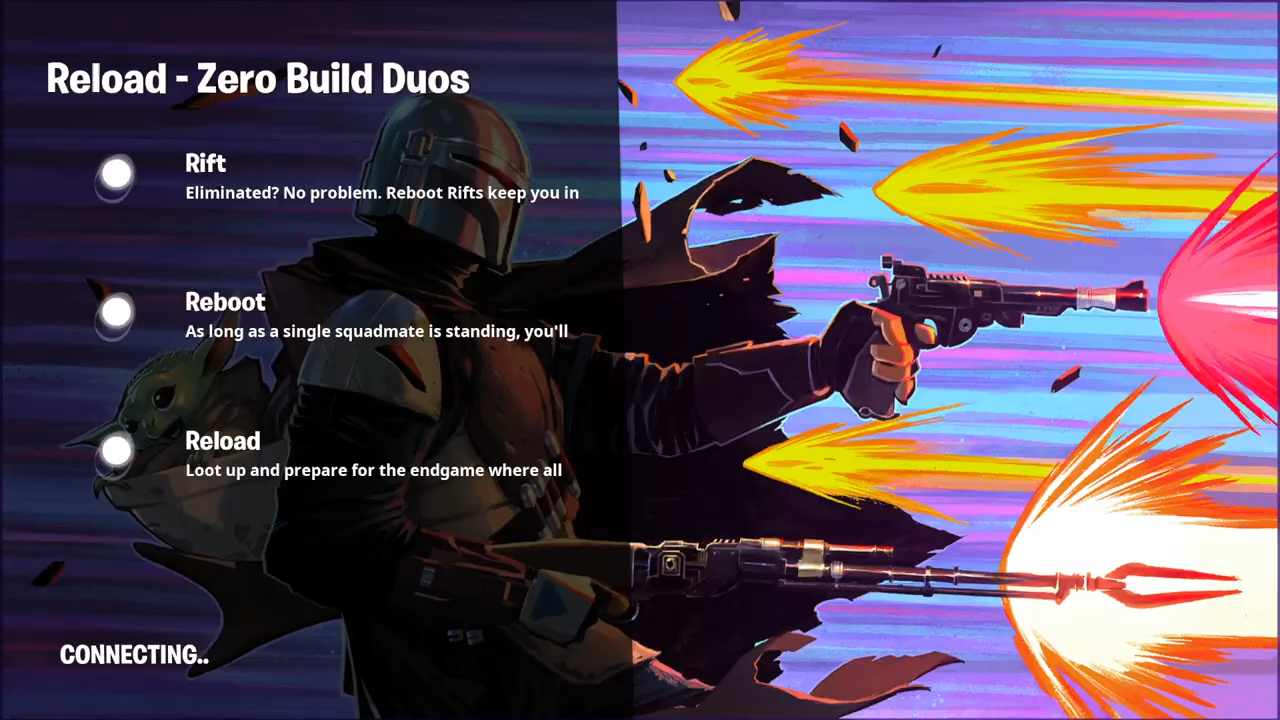 Reload - Zero Build Duos
Rift
Eliminated? No problem. Reboot Rifts keep you in
Reboot
As long as a single squadmate is standing, you'll
Reload
Loot up and prepare for the endgame where all
CONNECTING..